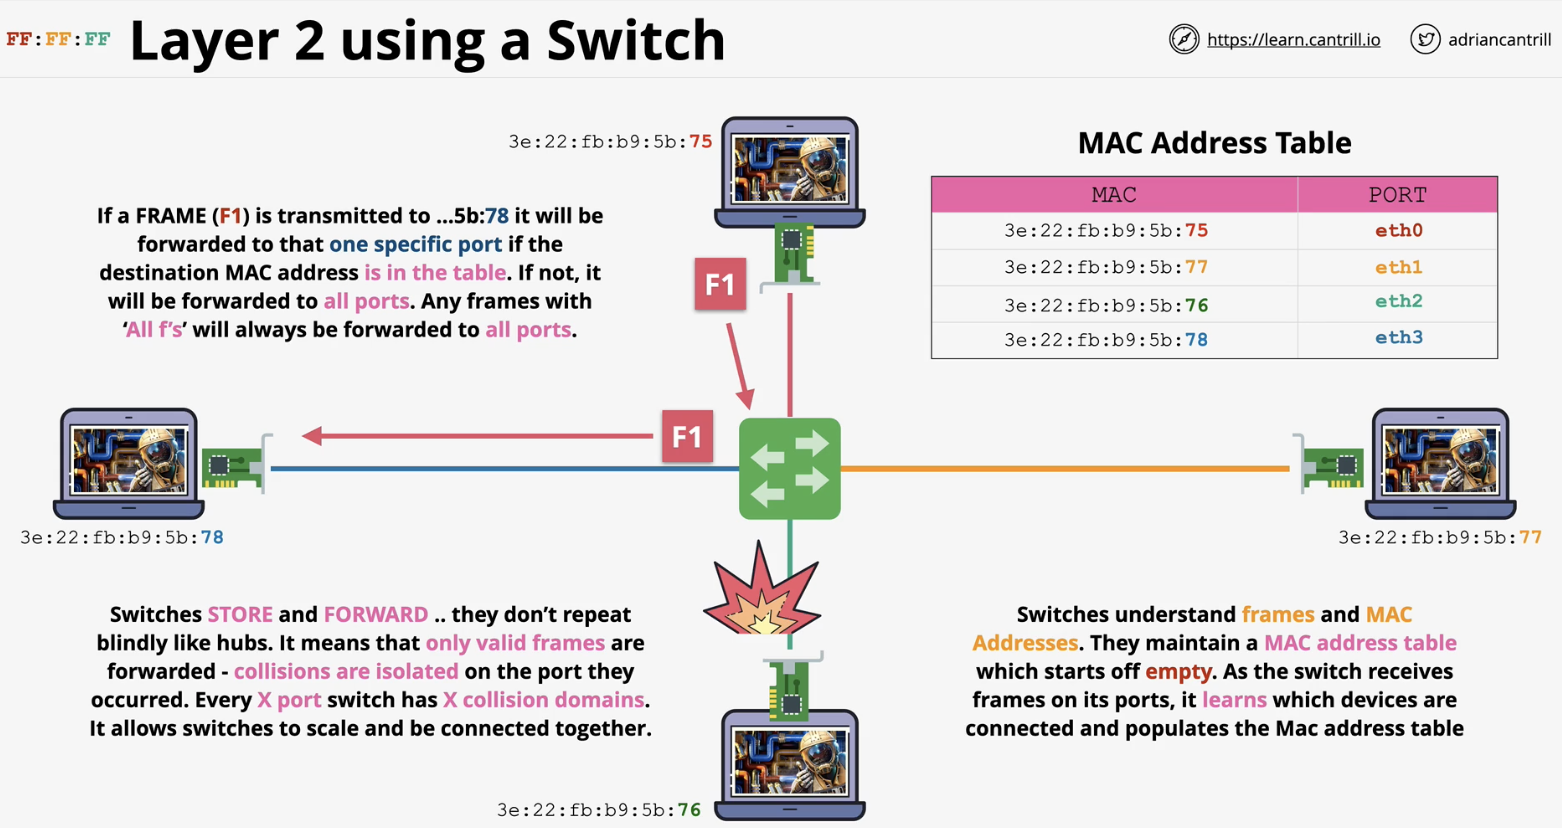 FF:FF:FF
Layer 2 using a Switch
https://learn.cantrill.io
adriancantrill
3e:22:fb:b9:5b:75
If a FRAME (F1) is transmitted to ...5b:78 it will be
forwarded to that one specific port if the
destination MAC address is in the table. If not, it
will be forwarded to all ports. Any frames with
‘All f’s’ will always be forwarded to all ports.
F1
MAC Address Table
MAC PORT
3e:22:fb:b9:5b:75 eth0
3e:22:fb:b9:5b:77 eth1
3e:22:fb:b9:5b:76 eth2
3e:22:fb:b9:5b:78 eth3
F1
3e:22:fb:b9:5b:78
3e:22:fb:b9:5b:77
Switches STORE and FORWARD .. they don’t repeat
blindly like hubs. It means that only valid frames are
forwarded - collisions are isolated on the port they
occurred. Every X port switch has X collision domains.
It allows switches to scale and be connected together.
Switches understand frames and MAC
Addresses. They maintain a MAC address table
which starts off empty. As the switch receives
frames on its ports, it learns which devices are
connected and populates the Mac address table
3e:22:fb:b9:5b:76